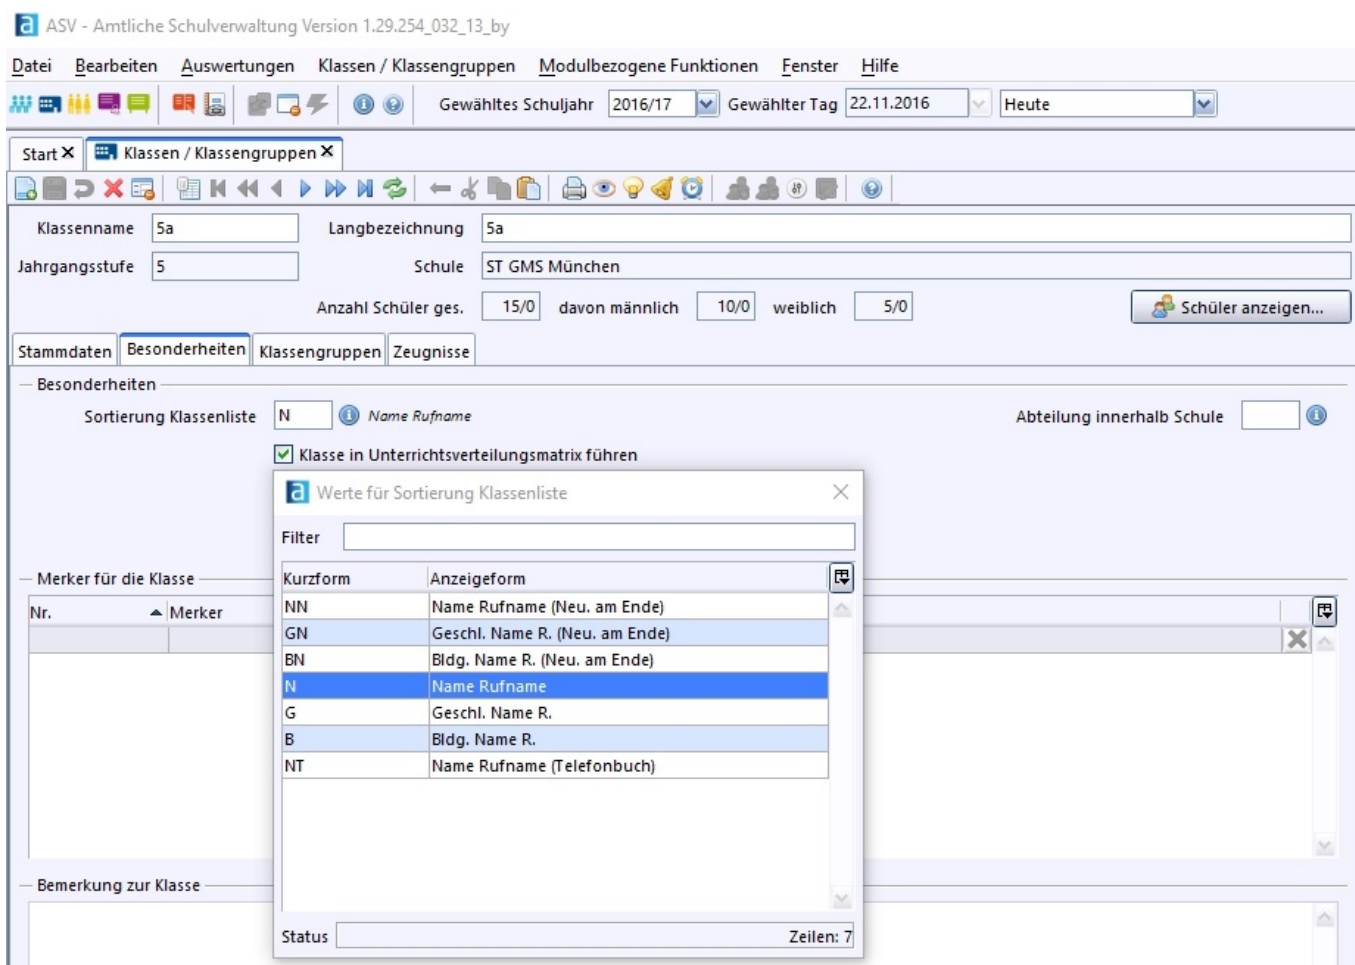 ASV - Amtliche Schulverwaltung Version 1.29.254_032_13_by
Datei Bearbeiten Auswertungen Klassen / Klassengruppen Modulbezogene Funktionen Fenster Hilfe
Gewähltes Schuljahr 2016/17 Gewählter Tag 22.11.2016 Heute
Start Klassen / Klassengruppen
Klassenname 5a Langbezeichnung 5a
Jahrgangsstufe 5 Schule ST GMS München
Anzahl Schüler ges. 15/0 davon männlich 10/0 weiblich 5/0 Schüler anzeigen...
Stammdaten Besonderheiten Klassengruppen Zeugnisse
Besonderheiten
Sortierung Klassenliste N Name Rufname Abteilung innerhalb Schule
Klasse in Unterrichtsverteilungsmatrix führen
Werte für Sortierung Klassenliste
Filter
Merker für die Klasse
Kurzform Anzeigeform
Nr. Merker
NN Name Rufname (Neu. am Ende)
GN Geschl. Name R. (Neu. am Ende)
BN Bldg. Name R. (Neu. am Ende)
N Name Rufname
G Geschl. Name R.
B Bldg. Name R.
NT Name Rufname (Telefonbuch)
Bemerkung zur Klasse
Status Zeilen: 7